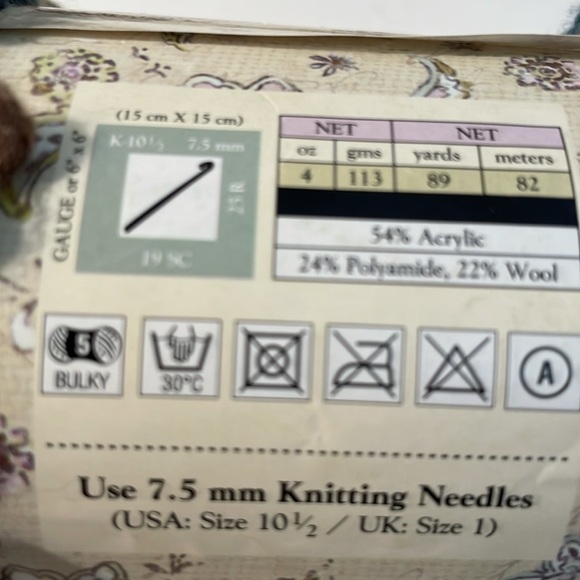 (15 cm X 15 cm)
GAUGE or 6" x 6"
K-10½ 7.5 mm
25 R
19 SC
NET NET
oz gms yards meters
4 113 89 82
54% Acrylic
24% Polyamide, 22% Wool
5
BULKY
30°C
A
Use 7.5 mm Knitting Needles
(USA: Size 10½ / UK: Size 1)